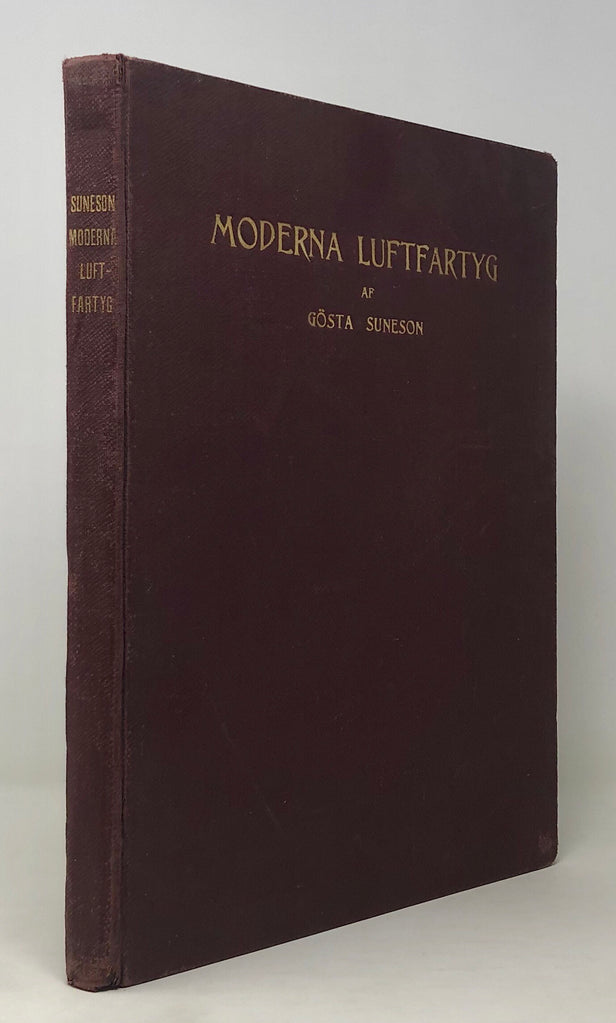 SUNESON
MODERNA
LUFT-
FARTYG
MODERNA LUFTFARTYG
AF
GÖSTA SUNESON